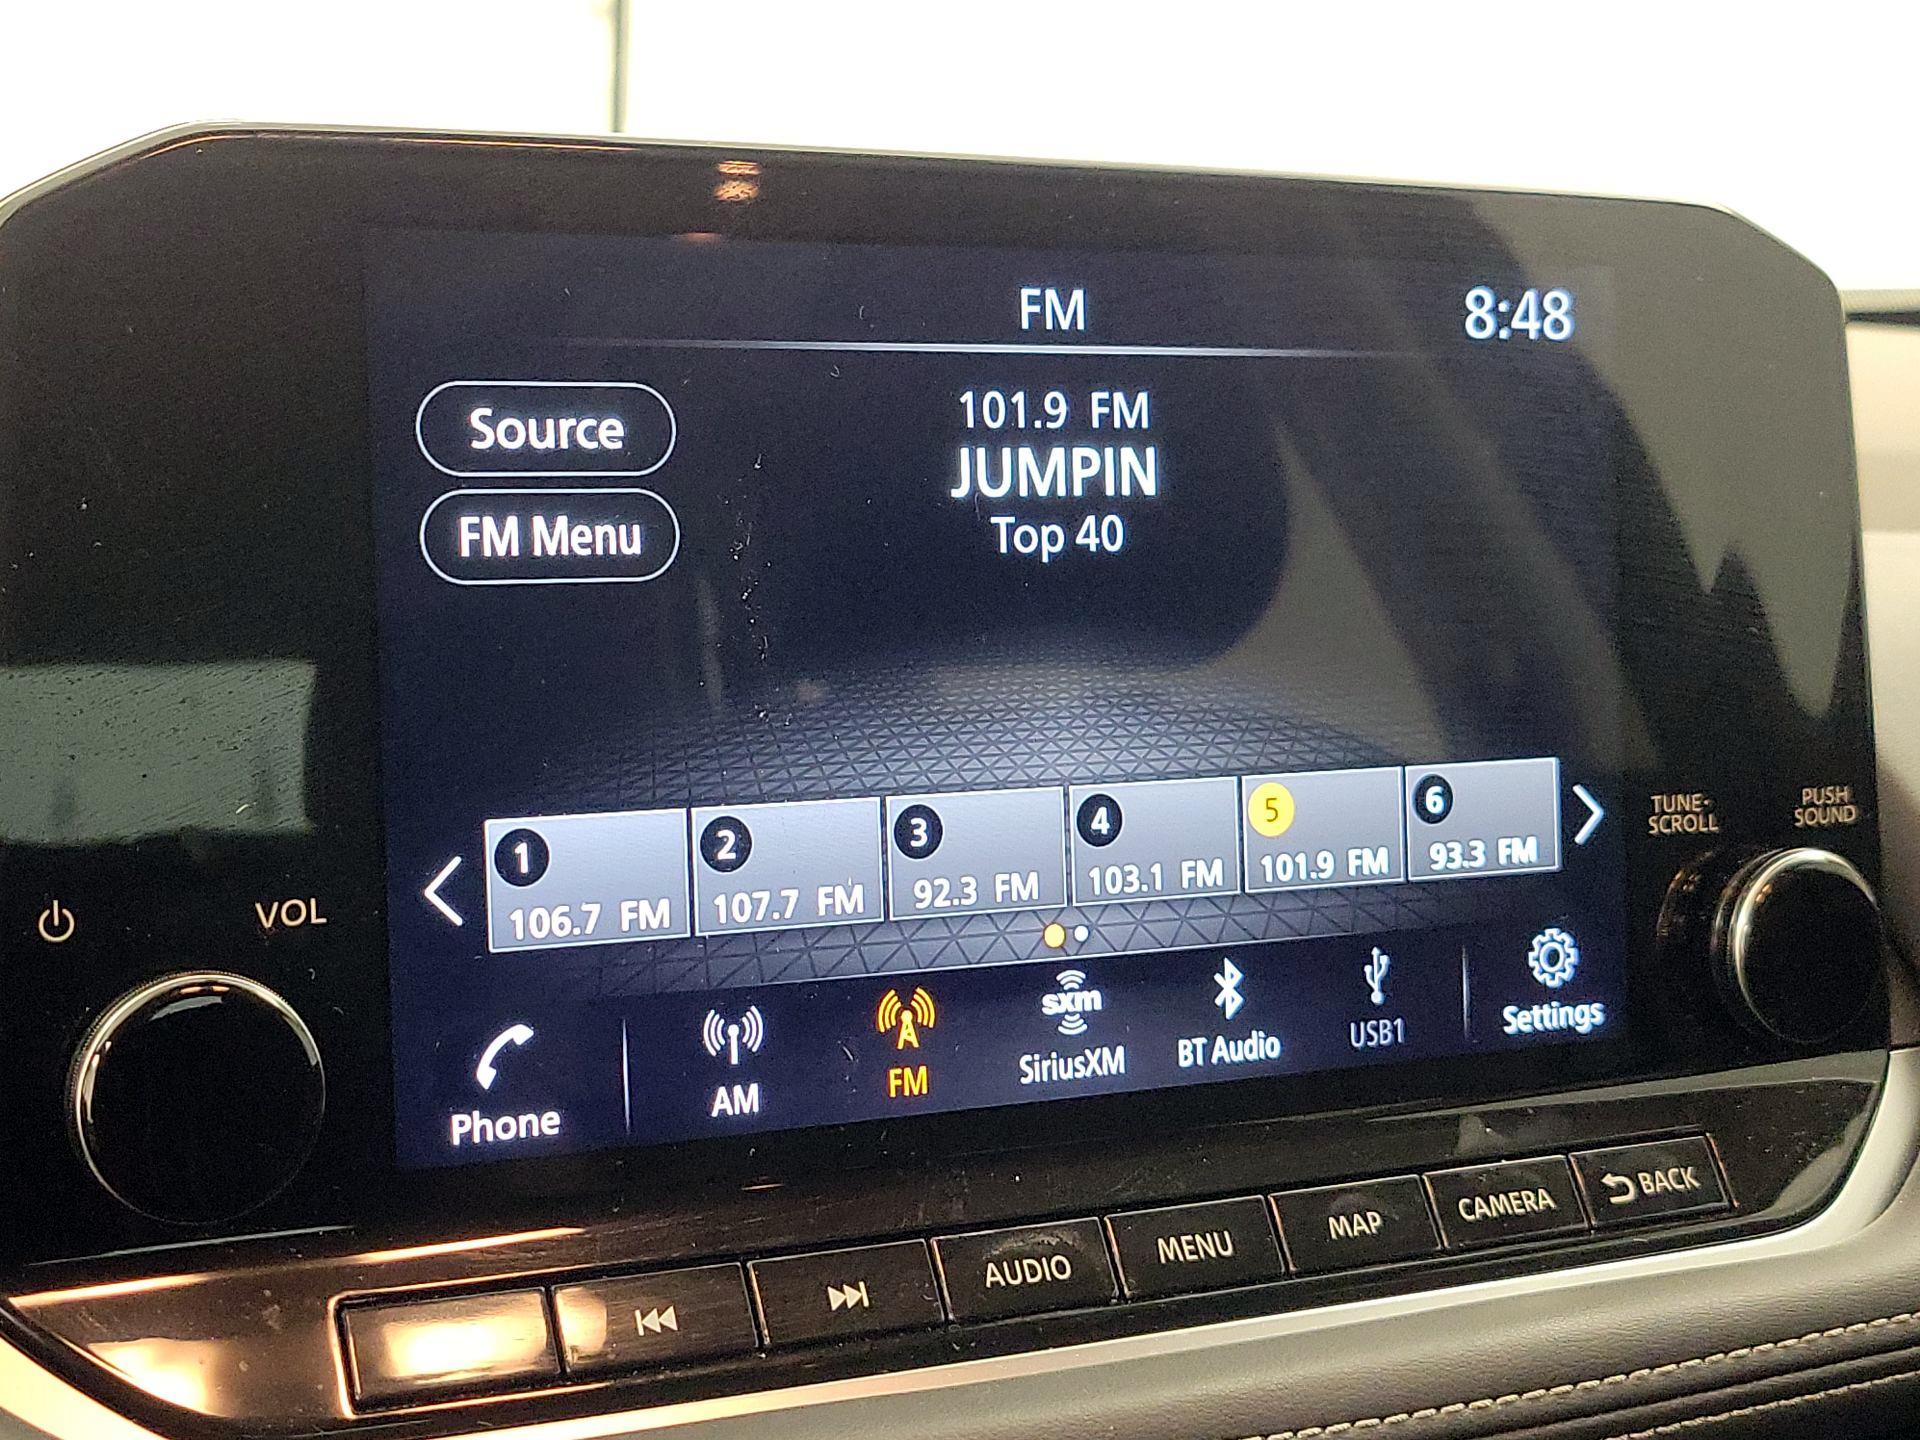 FM
8:48
Source
FM Menu
101.9 FM
JUMPIN
Top 40
1
106.7 FM
2
107.7 FM
3
92.3 FM
4
103.1 FM
5
101.9 FM
6
93.3 FM
TUNE·
SCROLL
PUSH
SOUND
VOL
Phone
AM
FM
sxm
SiriusXM
BT Audio
USB1
Settings
AUDIO
MENU
MAP
CAMERA
BACK